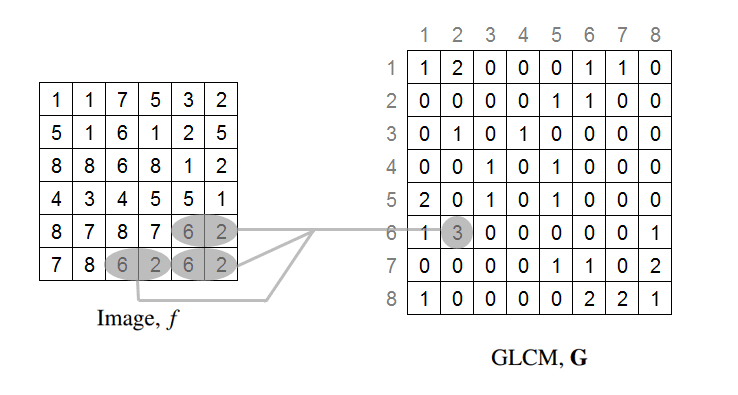 1 1 7 5 3 2
5 1 6 1 2 5
8 8 6 8 1 2
4 3 4 5 5 1
8 7 8 7 6 2
7 8 6 2 6 2
Image, f
1 2 3 4 5 6 7 8
1 1 2 0 0 0 1 1 0
2 0 0 0 0 1 1 0 0
3 0 1 0 1 0 0 0 0
4 0 0 1 0 1 0 0 0
5 2 0 1 0 1 0 0 0
6 1 3 0 0 0 0 0 1
7 0 0 0 0 1 1 0 2
8 1 0 0 0 0 2 2 1
GLCM, G